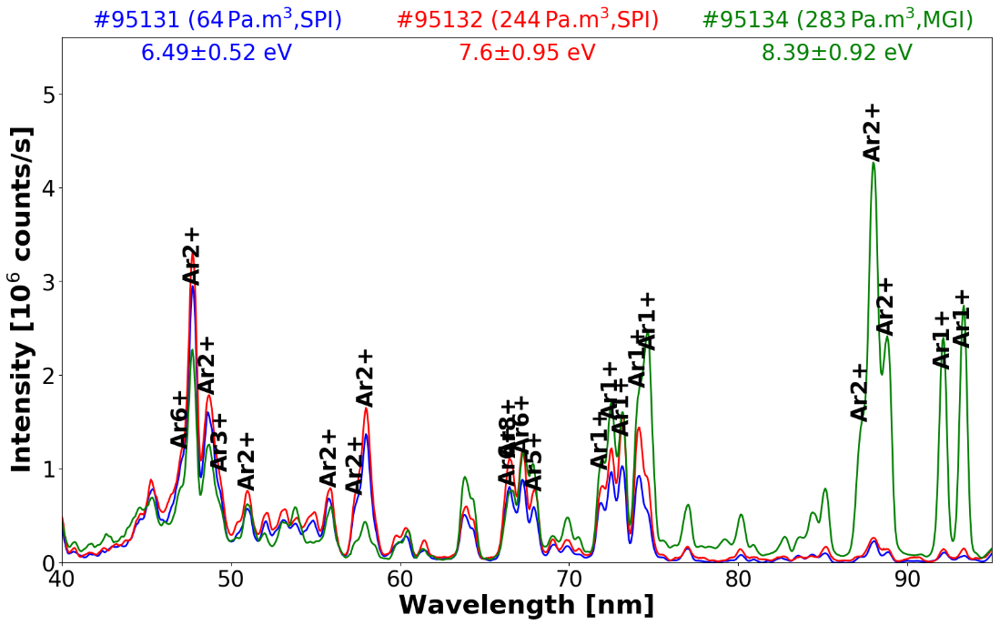 #95131 (64 Pa.m³,SPI) #95132 (244 Pa.m³,SPI) #95134 (283 Pa.m³,MGI)
6.49±0.52 eV 7.6±0.95 eV 8.39±0.92 eV
Intensity [10⁶ counts/s]
5
4
3
2
1
0
Ar6+
Ar2+
Ar2+
Ar3+
Ar2+
Ar2+
Ar2+
Ar2+
Ar8+
Ar6+
Ar5+
Ar1+
Ar1+
Ar1+
Ar1+
Ar1+
Ar2+
Ar2+
Ar2+
Ar1+
Ar1+
40 50 60 70 80 90
Wavelength [nm]